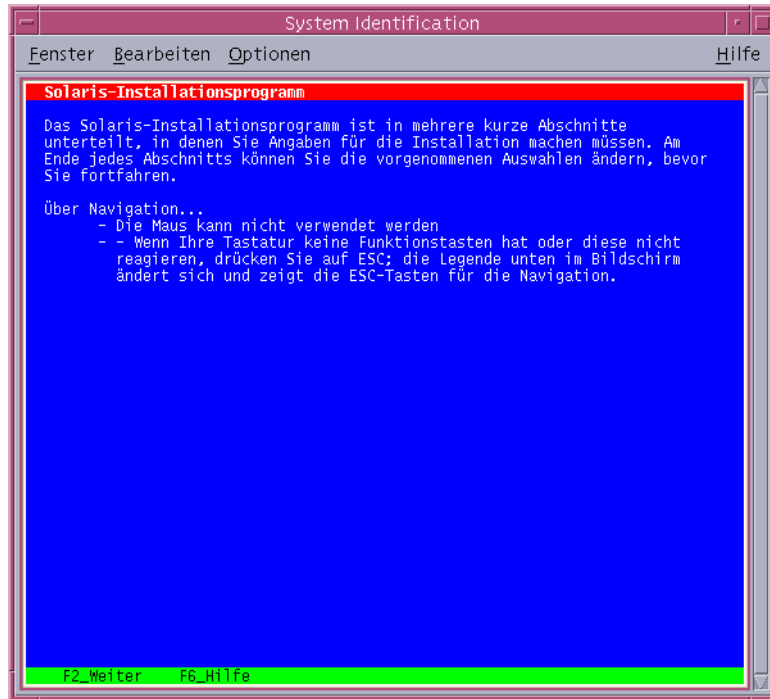 System Identification
Fenster Bearbeiten Optionen Hilfe
Solaris-Installationsprogramm
Das Solaris-Installationsprogramm ist in mehrere kurze Abschnitte
unterteilt, in denen Sie Angaben für die Installation machen müssen. Am
Ende jedes Abschnitts können Sie die vorgenommenen Auswahlen ändern, bevor
Sie fortfahren.
Über Navigation...
- Die Maus kann nicht verwendet werden
- - Wenn Ihre Tastatur keine Funktionstasten hat oder diese nicht
reagieren, drücken Sie auf ESC; die Legende unten im Bildschirm
ändert sich und zeigt die ESC-Tasten für die Navigation.
F2_Weiter F6_Hilfe